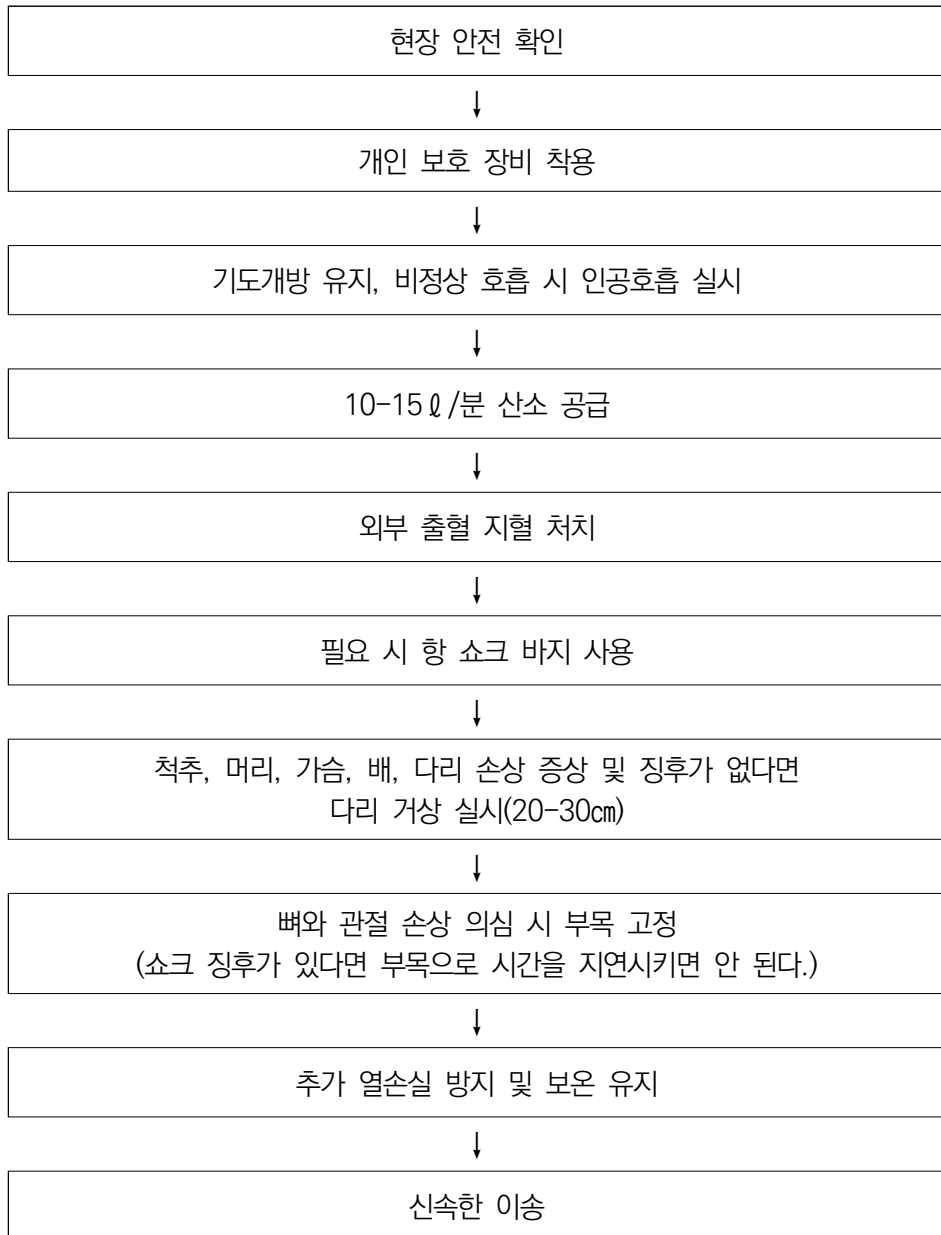 현장 안전 확인
↓
개인 보호 장비 착용
↓
기도개방 유지, 비정상 호흡 시 인공호흡 실시
↓
10-15ℓ/분 산소 공급
↓
외부 출혈 지혈 처치
↓
필요 시 항 쇼크 바지 사용
↓
척추, 머리, 가슴, 배, 다리 손상 증상 및 징후가 없다면
다리 거상 실시(20-30㎝)
↓
뼈와 관절 손상 의심 시 부목 고정
(쇼크 징후가 있다면 부목으로 시간을 지연시키면 안 된다.)
↓
추가 열손실 방지 및 보온 유지
↓
신속한 이송